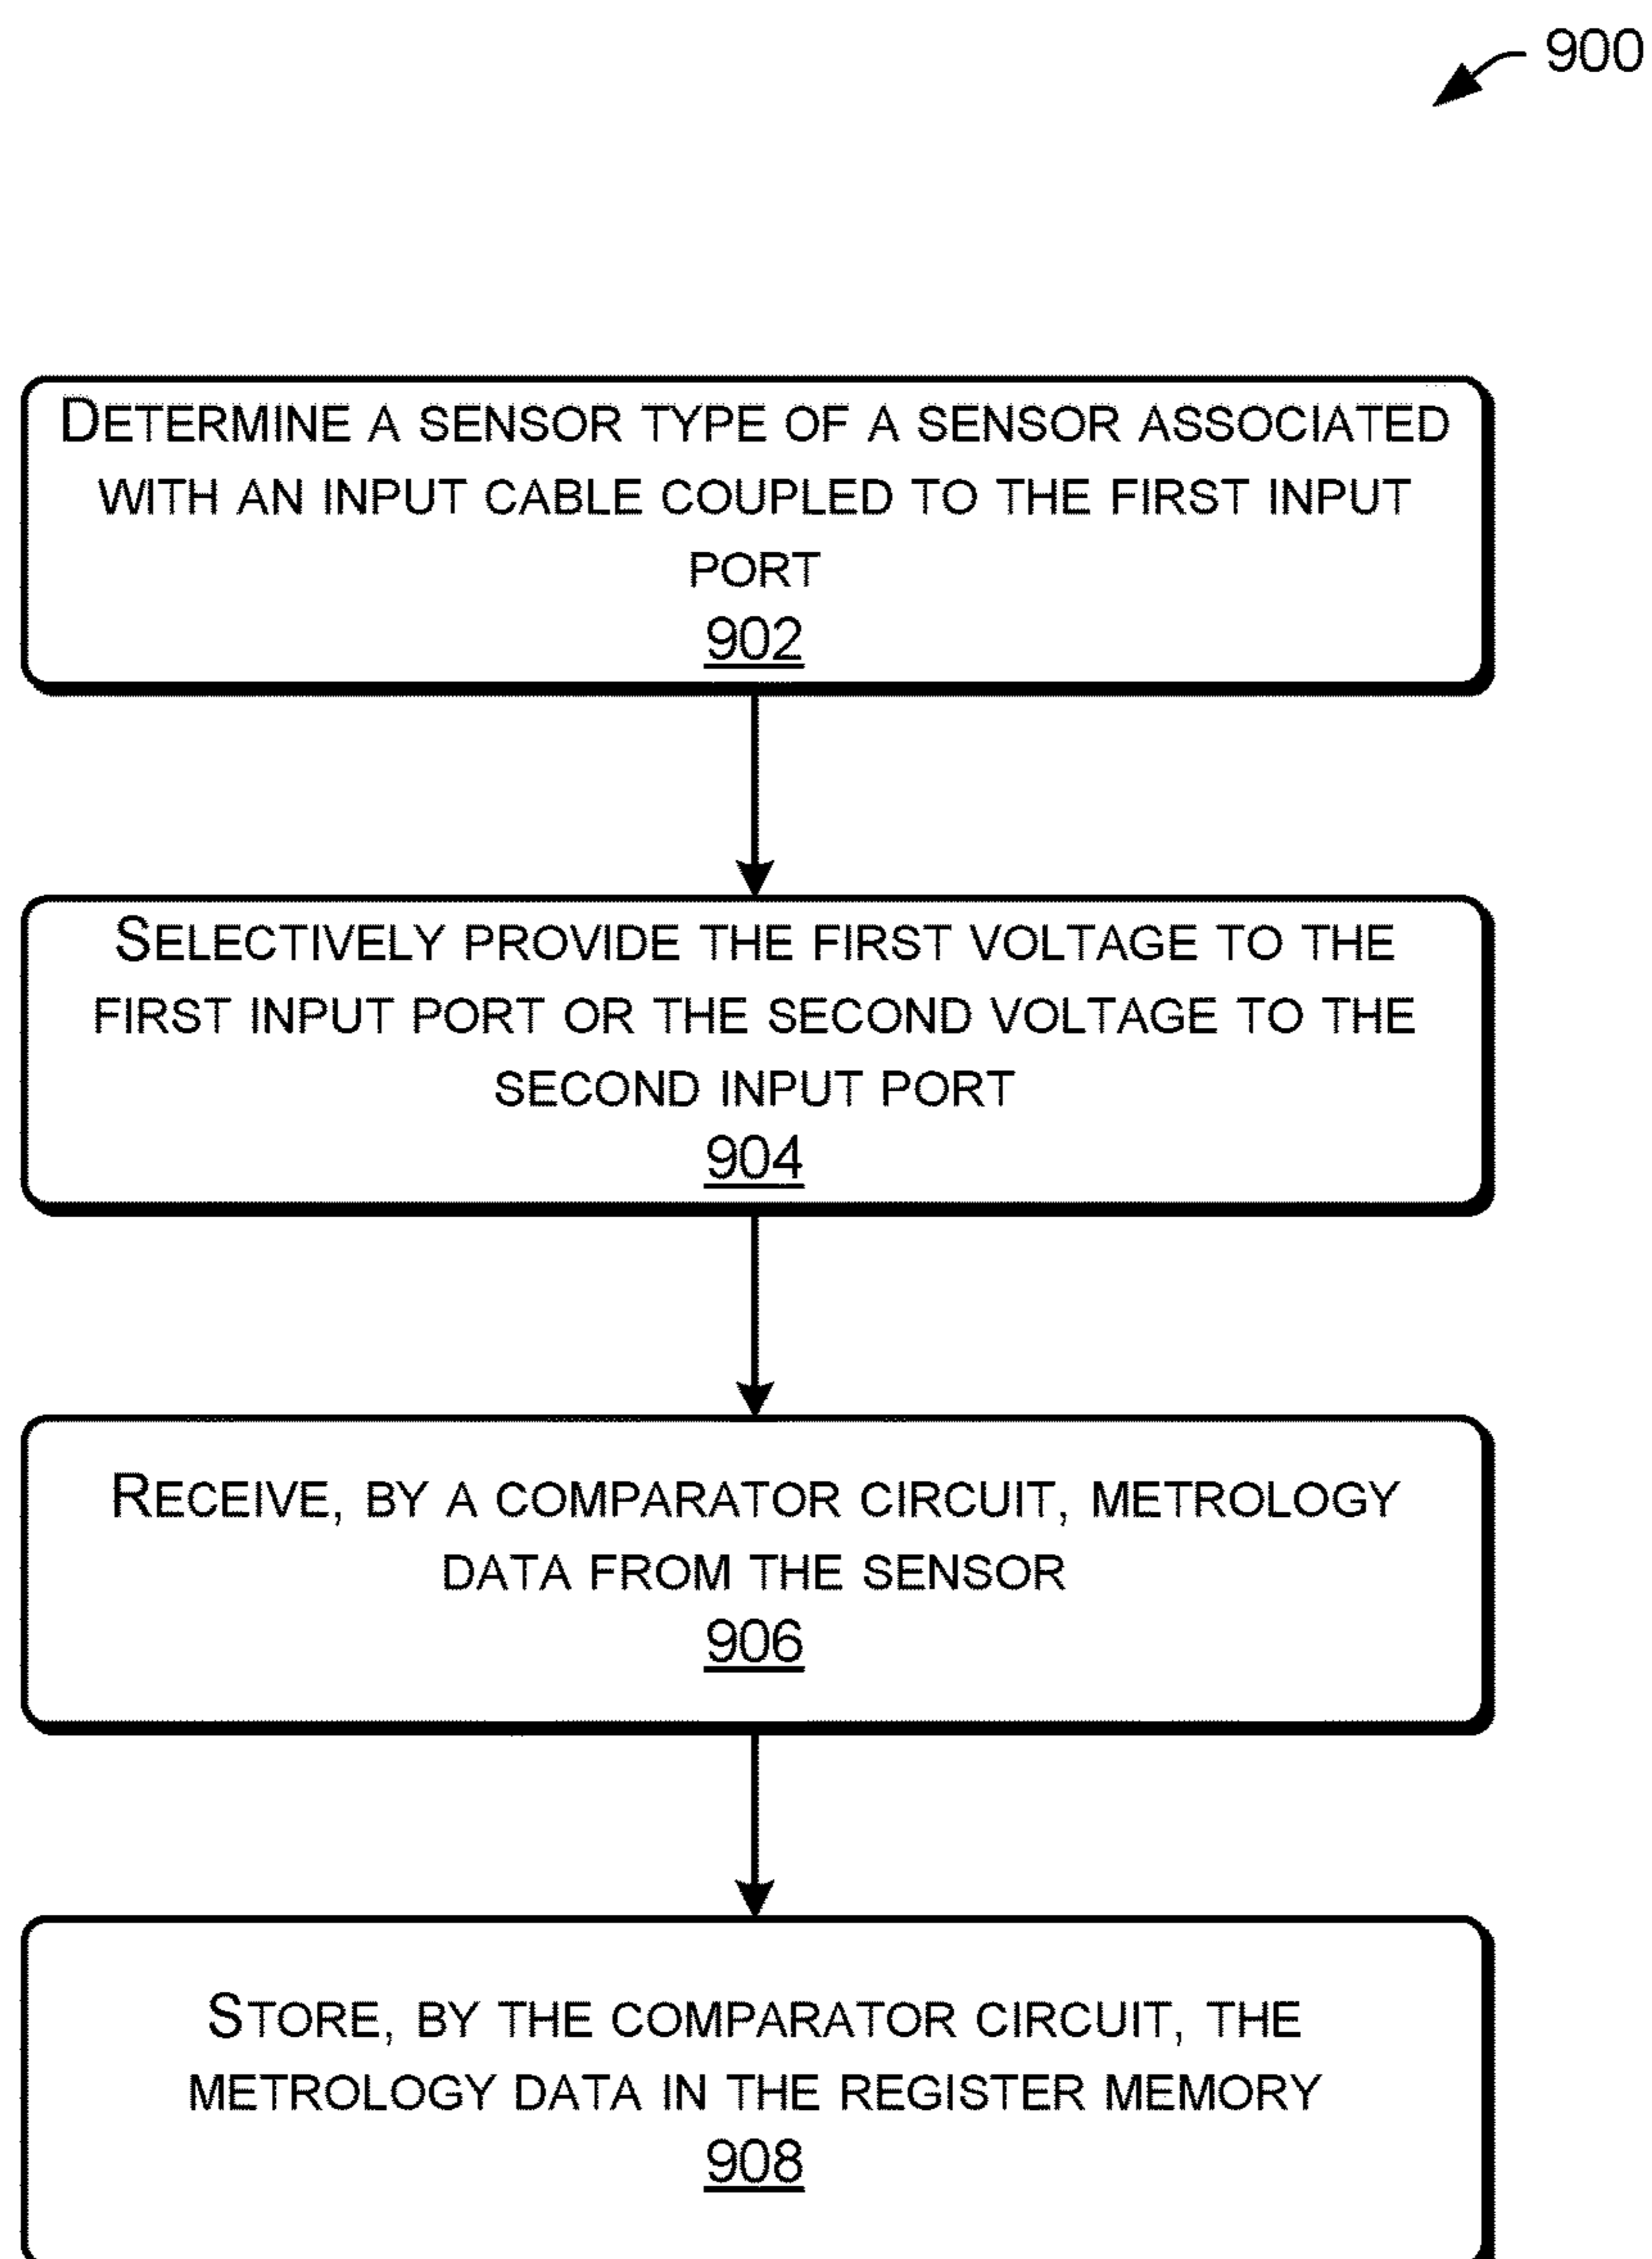 900
DETERMINE A SENSOR TYPE OF A SENSOR ASSOCIATED
WITH AN INPUT CABLE COUPLED TO THE FIRST INPUT
PORT
902
SELECTIVELY PROVIDE THE FIRST VOLTAGE TO THE
FIRST INPUT PORT OR THE SECOND VOLTAGE TO THE
SECOND INPUT PORT
904
RECEIVE, BY A COMPARATOR CIRCUIT, METROLOGY
DATA FROM THE SENSOR
906
STORE, BY THE COMPARATOR CIRCUIT, THE
METROLOGY DATA IN THE REGISTER MEMORY
908